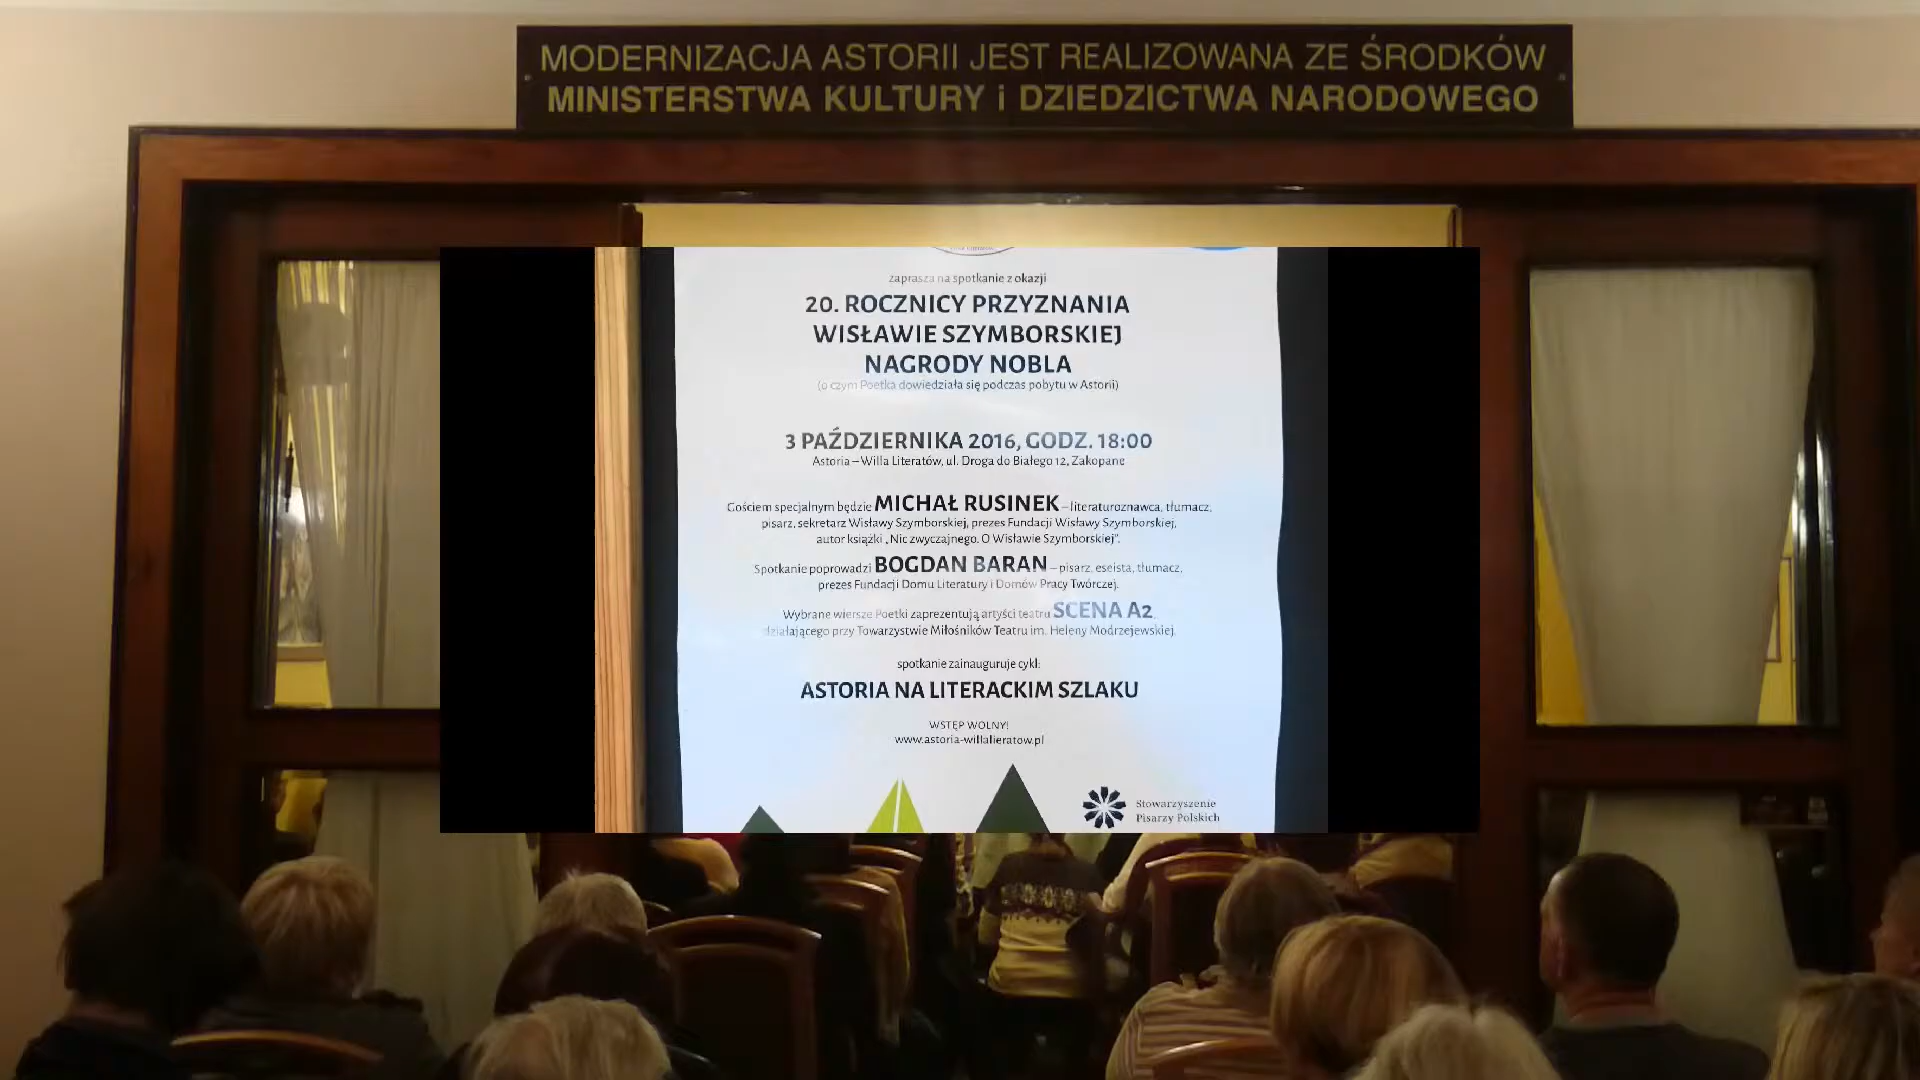 MODERNIZACJA ASTORII JEST REALIZOWANA ZE ŚRODKÓW
MINISTERSTWA KULTURY i DZIEDZICTWA NARODOWEGO
zaprasza na spotkanie z okazji
20. ROCZNICY PRZYZNANIA
WISŁAWIE SZYMBORSKIEJ
NAGRODY NOBLA
(o czym Poetka dowiedziała się podczas pobytu w Astorii)
3 PAŹDZIERNIKA 2016, GODZ. 18:00
Astoria – Willa Literatów, ul. Droga do Białego 12, Zakopane
Gościem specjalnym będzie MICHAŁ RUSINEK – literaturoznawca, tłumacz,
pisarz, sekretarz Wisławy Szymborskiej, prezes Fundacji Wisławy Szymborskiej,
autor książki „Nic zwyczajnego. O Wisławie Szymborskiej”.
Spotkanie poprowadzi BOGDAN BARAN – pisarz, eseista, tłumacz,
prezes Fundacji Domu Literatury i Domów Pracy Twórczej.
Wybrane wiersze Poetki zaprezentują artyści teatru SCENA A2,
działającego przy Towarzystwie Miłośników Teatru im. Heleny Modrzejewskiej.
spotkanie zainauguruje cykl:
ASTORIA NA LITERACKIM SZLAKU
WSTĘP WOLNY!
www.astoria-willalieratow.pl
Stowarzyszenie
Pisarzy Polskich